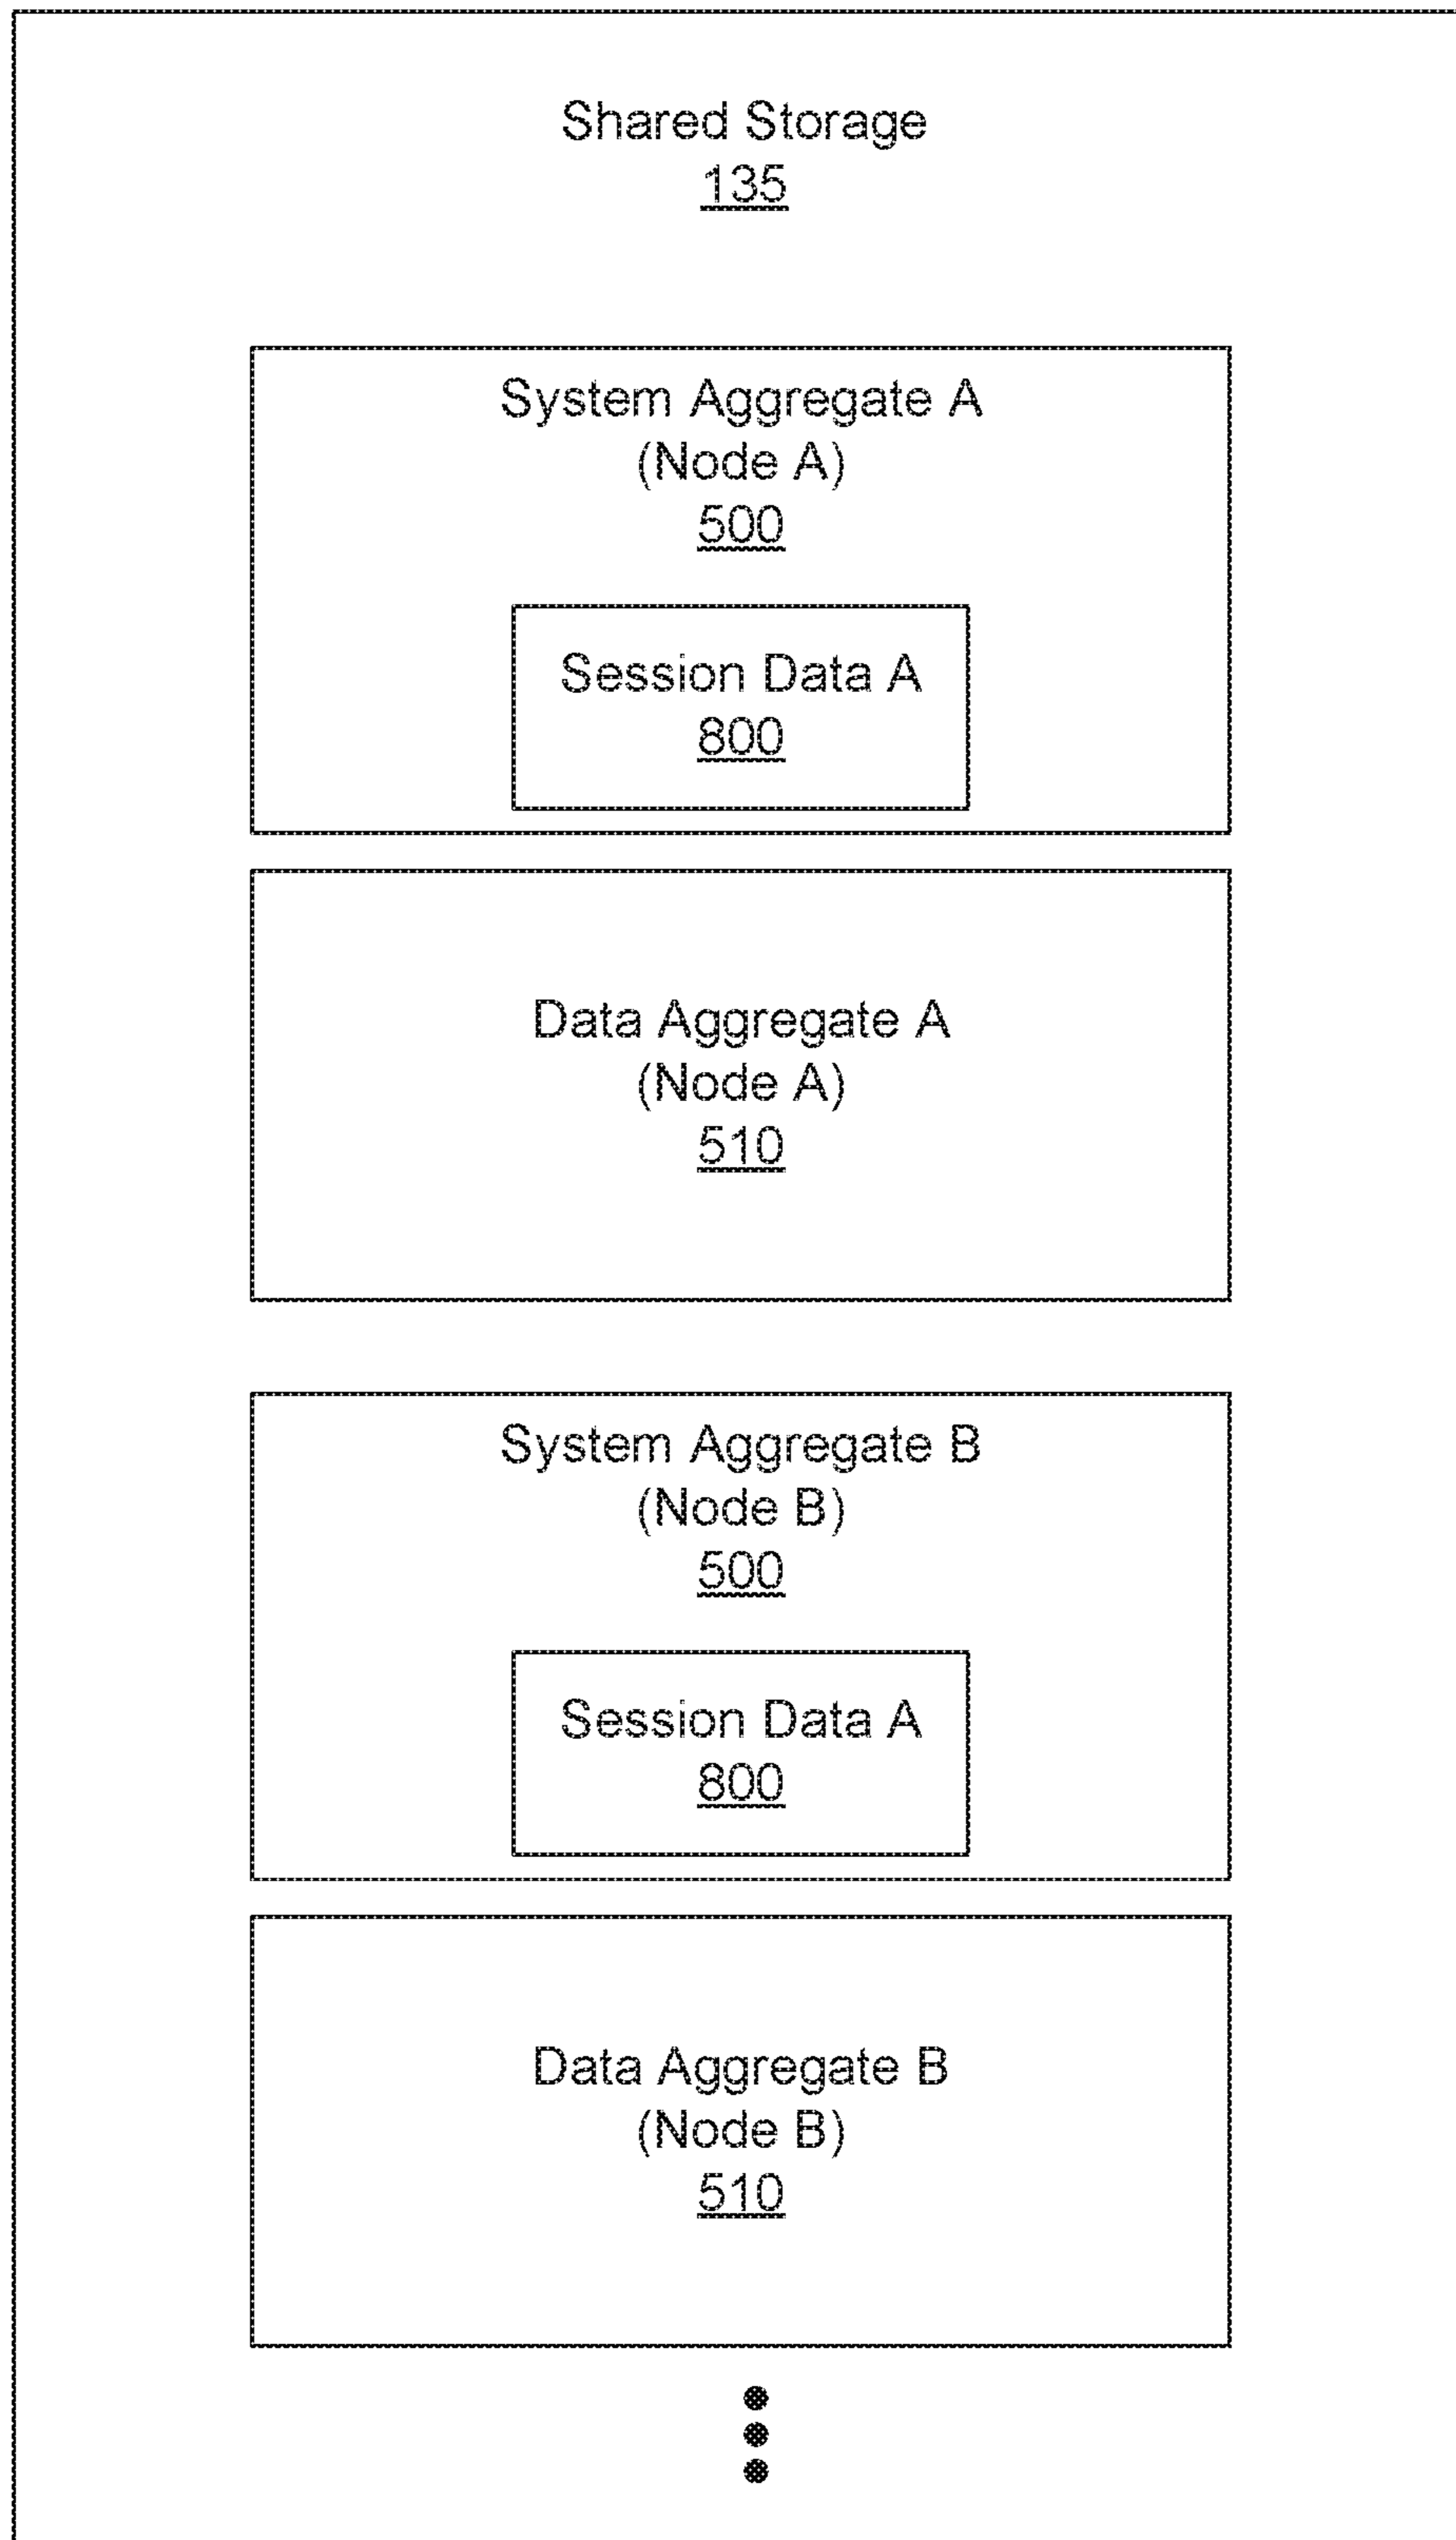 Shared Storage
135
System Aggregate A
(Node A)
500
Session Data A
800
Data Aggregate A
(Node A)
510
System Aggregate B
(Node B)
500
Session Data A
800
Data Aggregate B
(Node B)
510